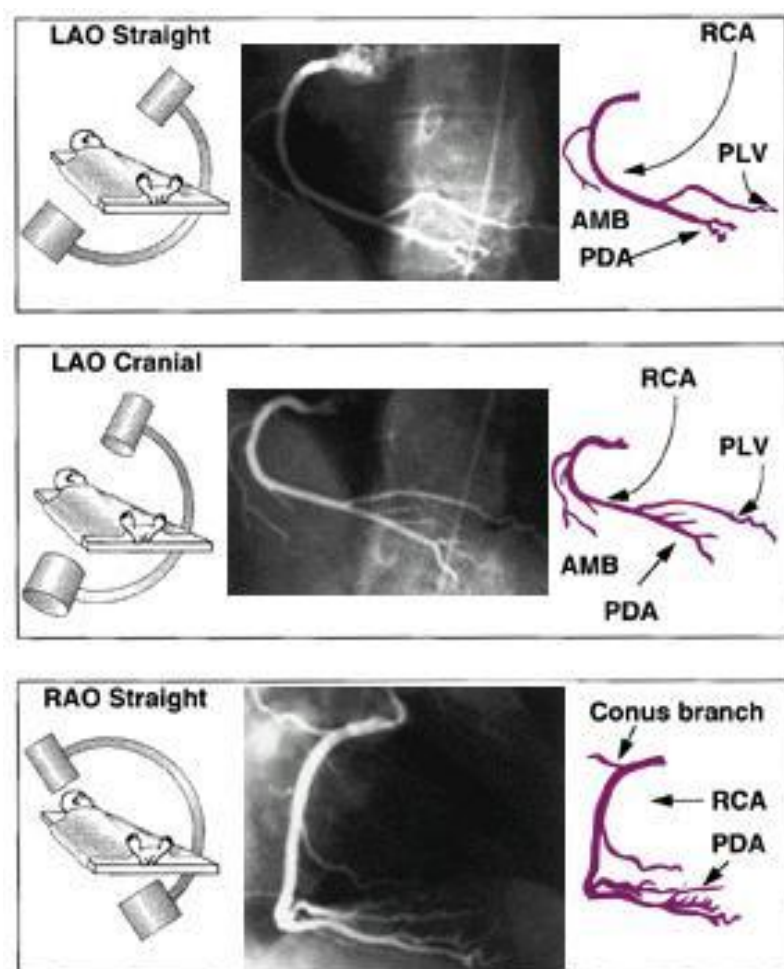 LAO Straight
RCA
PLV
AMB
PDA
LAO Cranial
RCA
PLV
AMB
PDA
RAO Straight
Conus branch
RCA
PDA